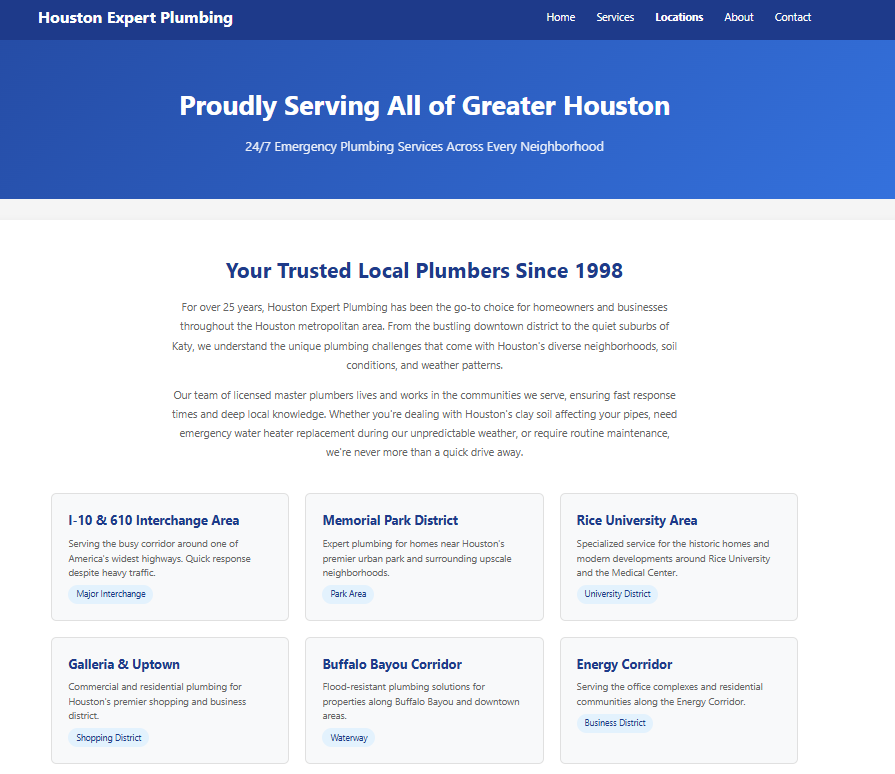 Houston Expert Plumbing
Home Services Locations About Contact
Proudly Serving All of Greater Houston
24/7 Emergency Plumbing Services Across Every Neighborhood
Your Trusted Local Plumbers Since 1998
For over 25 years, Houston Expert Plumbing has been the go-to choice for homeowners and businesses
throughout the Houston metropolitan area. From the bustling downtown district to the quiet suburbs of
Katy, we understand the unique plumbing challenges that come with Houston's diverse neighborhoods, soil
conditions, and weather patterns.
Our team of licensed master plumbers lives and works in the communities we serve, ensuring fast response
times and deep local knowledge. Whether you're dealing with Houston's clay soil affecting your pipes, need
emergency water heater replacement during our unpredictable weather, or require routine maintenance,
we're never more than a quick drive away.
I-10 & 610 Interchange Area
Serving the busy corridor around one of
America's widest highways. Quick response
despite heavy traffic.
Major Interchange
Memorial Park District
Expert plumbing for homes near Houston's
premier urban park and surrounding upscale
neighborhoods.
Park Area
Rice University Area
Specialized service for the historic homes and
modern developments around Rice University
and the Medical Center.
University District
Galleria & Uptown
Commercial and residential plumbing for
Houston's premier shopping and business
district.
Shopping District
Buffalo Bayou Corridor
Flood-resistant plumbing solutions for
properties along Buffalo Bayou and downtown
areas.
Waterway
Energy Corridor
Serving the office complexes and residential
communities along the Energy Corridor.
Business District